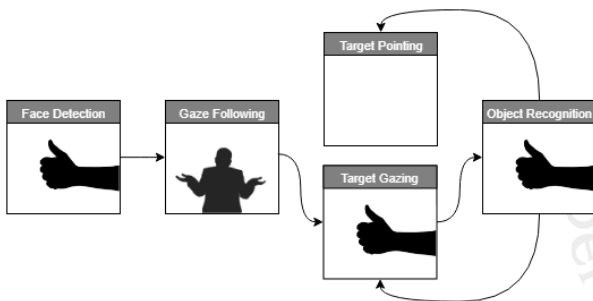 Target Pointing
Face Detection
Gaze Following
Object Recognition
Target Gazing